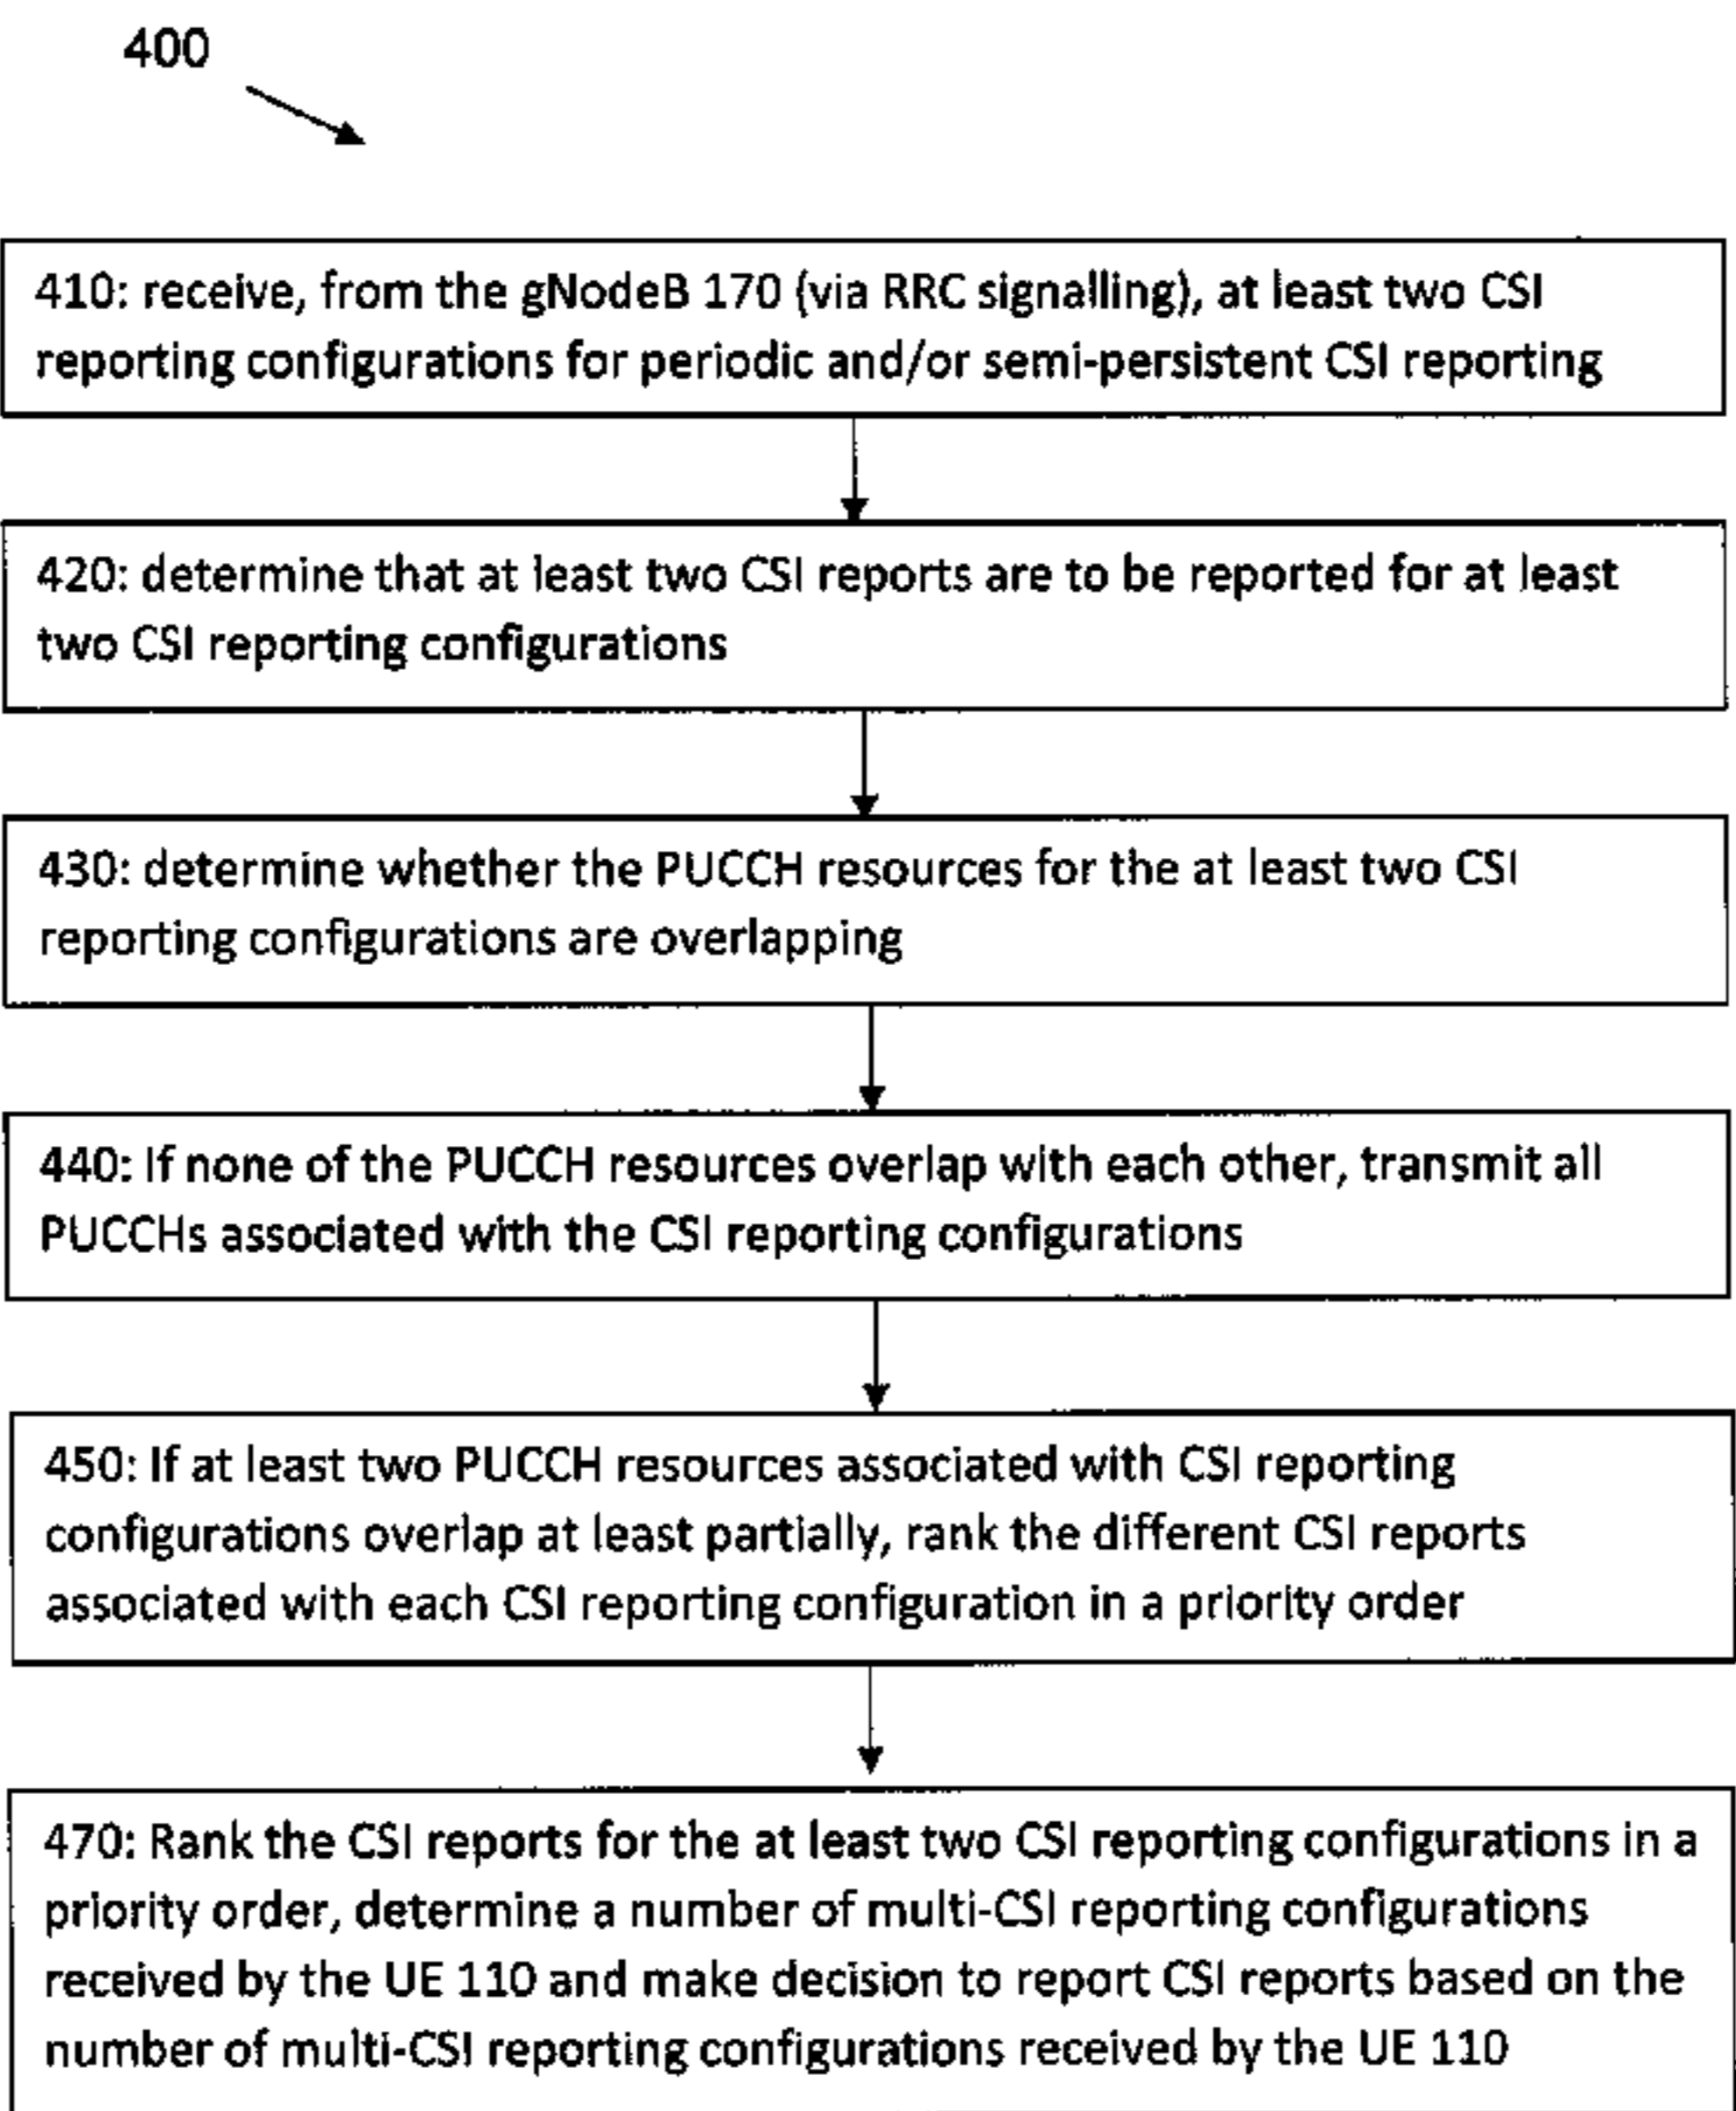 400
410: receive, from the gNodeB 170 (via RRC signalling), at least two CSI
reporting configurations for periodic and/or semi-persistent CSI reporting
420: determine that at least two CSI reports are to be reported for at least
two CSI reporting configurations
430: determine whether the PUCCH resources for the at least two CSI
reporting configurations are overlapping
440: If none of the PUCCH resources overlap with each other, transmit all
PUCCHs associated with the CSI reporting configurations
450: If at least two PUCCH resources associated with CSI reporting
configurations overlap at least partially, rank the different CSI reports
associated with each CSI reporting configuration in a priority order
470: Rank the CSI reports for the at least two CSI reporting configurations in a
priority order, determine a number of multi-CSI reporting configurations
received by the UE 110 and make decision to report CSI reports based on the
number of multi-CSI reporting configurations received by the UE 110